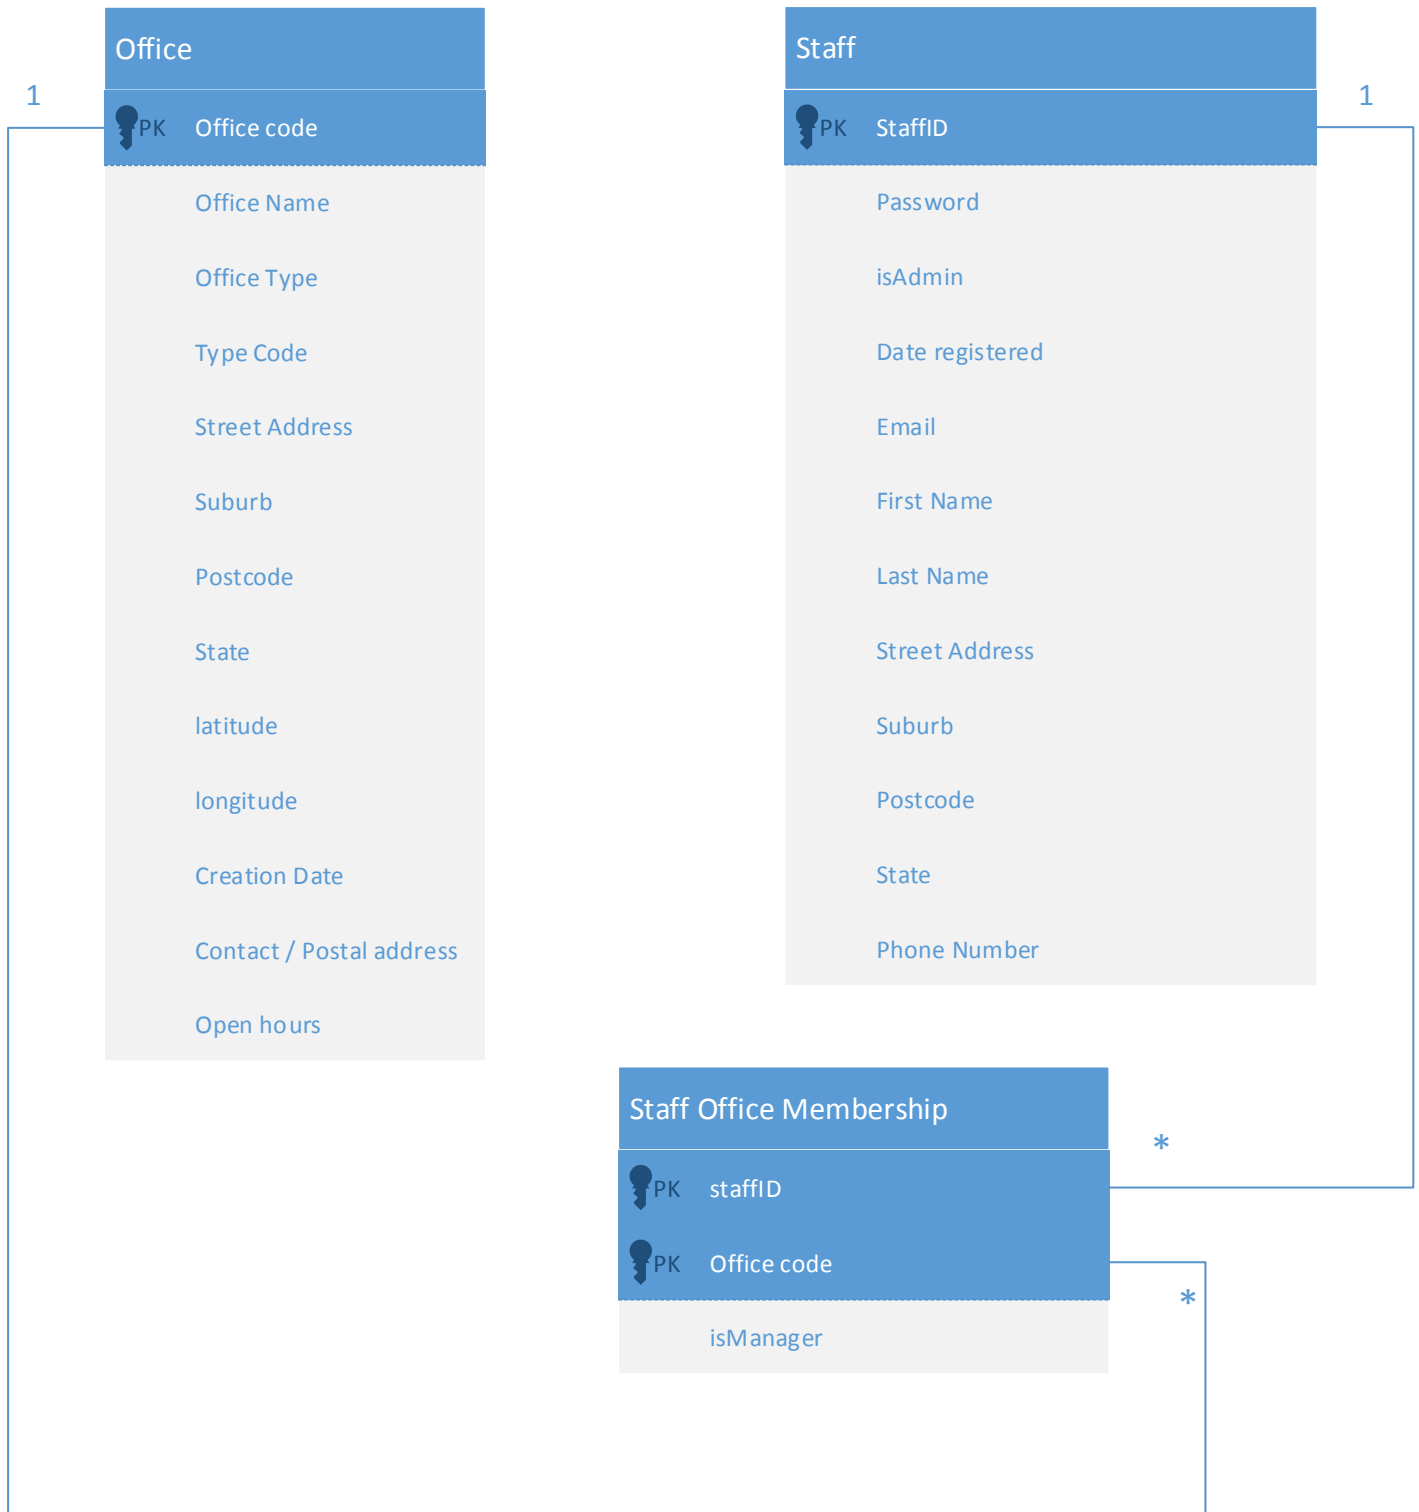 Office
1
PK Office code
Office Name
Office Type
Type Code
Street Address
Suburb
Postcode
State
latitude
longitude
Creation Date
Contact / Postal address
Open hours
Staff
1
PK StaffID
Password
isAdmin
Date registered
Email
First Name
Last Name
Street Address
Suburb
Postcode
State
Phone Number
Staff Office Membership
*
PK staffID
PK Office code
*
isManager